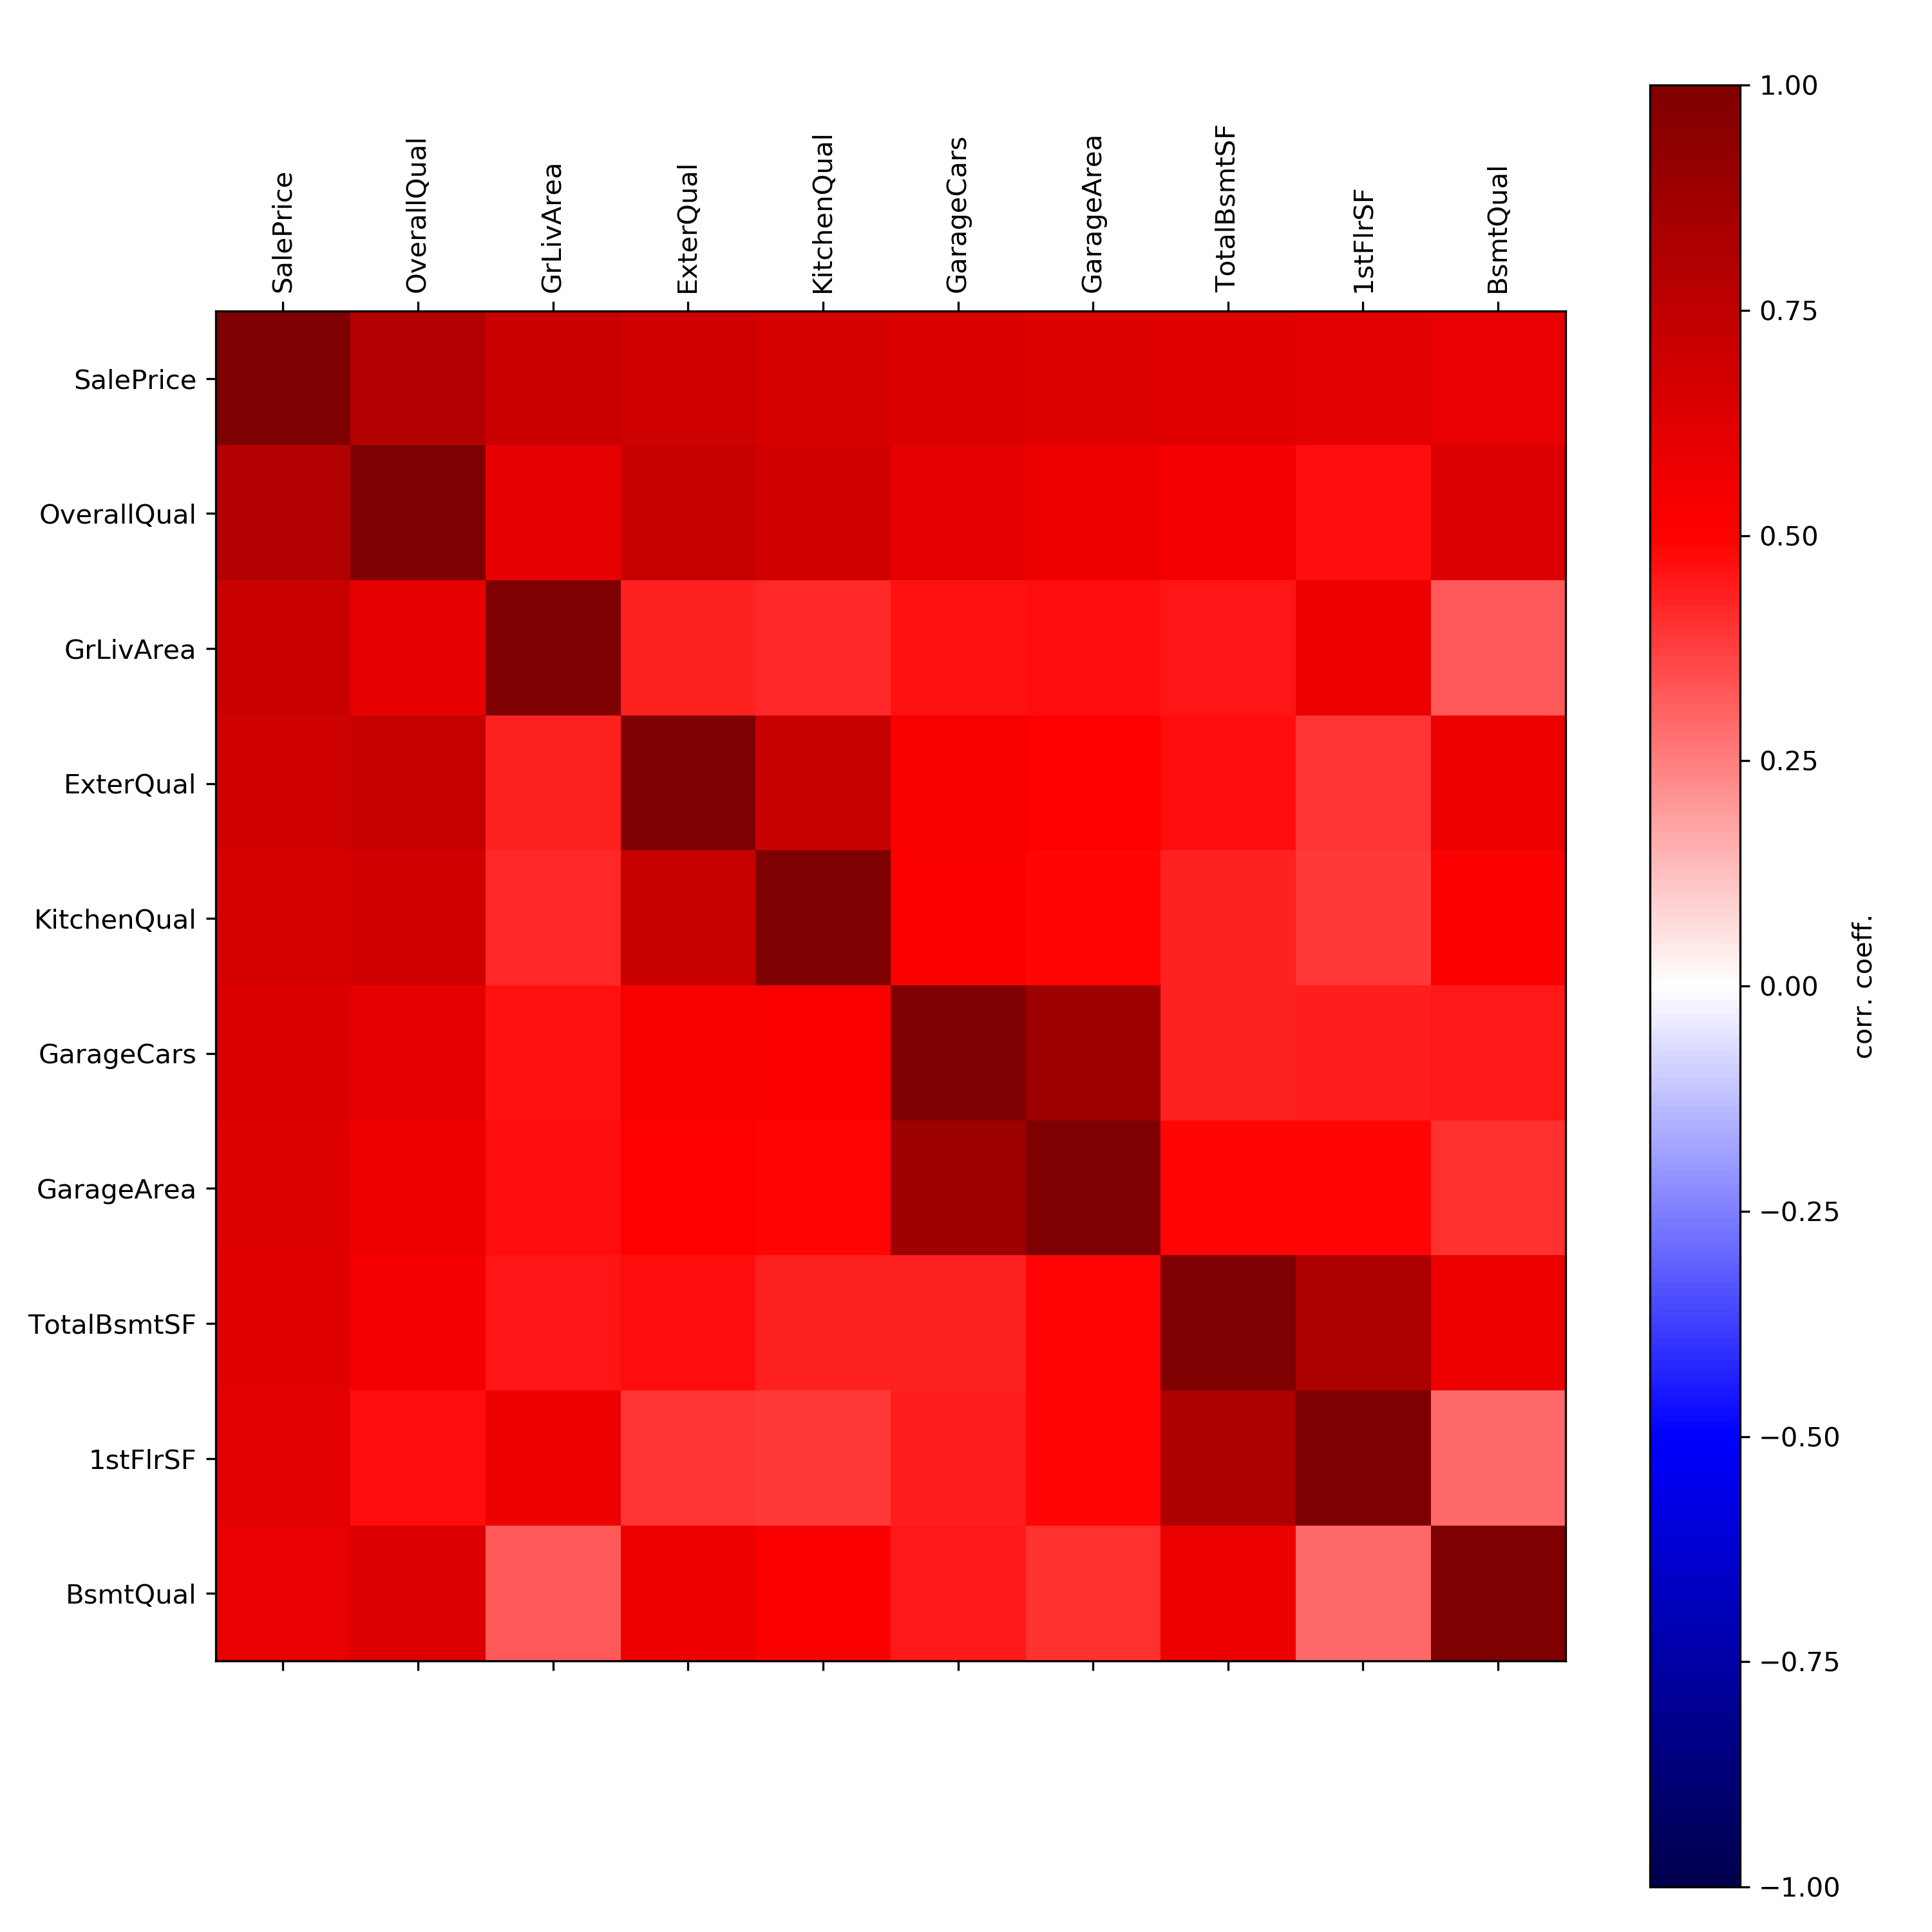 SalePrice
OverallQual
GrLivArea
ExterQual
KitchenQual
GarageCars
GarageArea
TotalBsmtSF
1stFlrSF
BsmtQual
SalePrice
OverallQual
GrLivArea
ExterQual
KitchenQual
GarageCars
GarageArea
TotalBsmtSF
1stFlrSF
BsmtQual
1.00
0.75
0.50
0.25
0.00
−0.25
−0.50
−0.75
−1.00
corr. coeff.